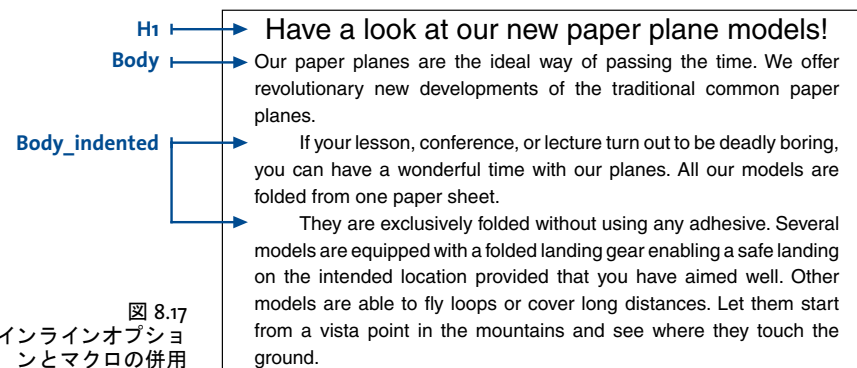 H1
Have a look at our new paper plane models!
Body
Our paper planes are the ideal way of passing the time. We offer
revolutionary new developments of the traditional common paper
planes.
Body_indented
If your lesson, conference, or lecture turn out to be deadly boring,
you can have a wonderful time with our planes. All our models are
folded from one paper sheet.
They are exclusively folded without using any adhesive. Several
models are equipped with a folded landing gear enabling a safe landing
on the intended location provided that you have aimed well. Other
models are able to fly loops or cover long distances. Let them start
from a vista point in the mountains and see where they touch the
ground.
図 8.17
インラインオプショ
ンとマクロの併用